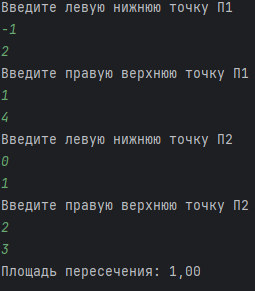 Введите левую нижнюю точку П1
-1
2
Введите правую верхнюю точку П1
1
4
Введите левую нижнюю точку П2
0
1
Введите правую верхнюю точку П2
2
3
Площадь пересечения: 1,00